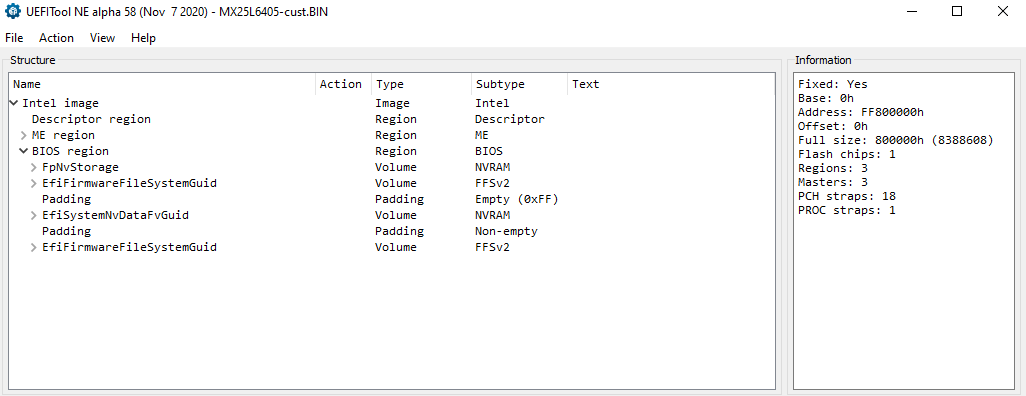 UEFITool NE alpha 58 (Nov  7 2020) - MX25L6405-cust.BIN
File Action View Help
Structure
Name Action Type Subtype Text
Intel image Image Intel
Descriptor region Region Descriptor
ME region Region ME
BIOS region Region BIOS
FpNvStorage Volume NVRAM
EfiFirmwareFileSystemGuid Volume FFSv2
Padding Padding Empty (0xFF)
EfiSystemNvDataFvGuid Volume NVRAM
Padding Padding Non-empty
EfiFirmwareFileSystemGuid Volume FFSv2
Information
Fixed: Yes
Base: 0h
Address: FF800000h
Offset: 0h
Full size: 800000h (8388608)
Flash chips: 1
Regions: 3
Masters: 3
PCH straps: 18
PROC straps: 1